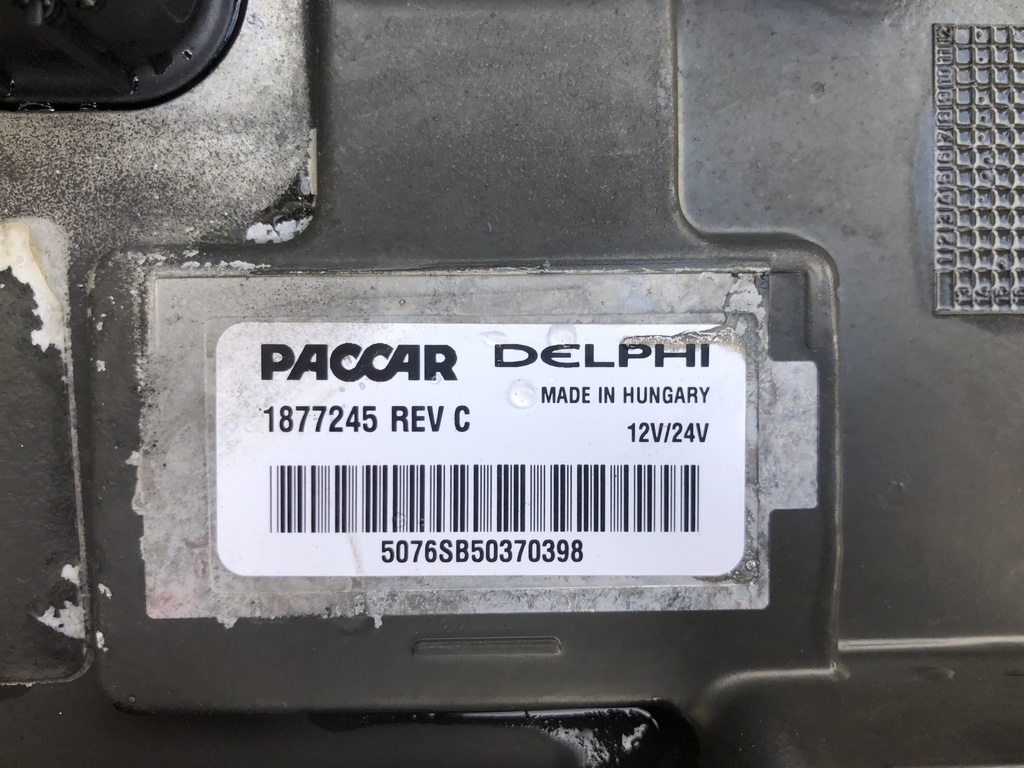 PACCAR DELPHI
MADE IN HUNGARY
1877245 REV C
12V/24V
5076SB50370398